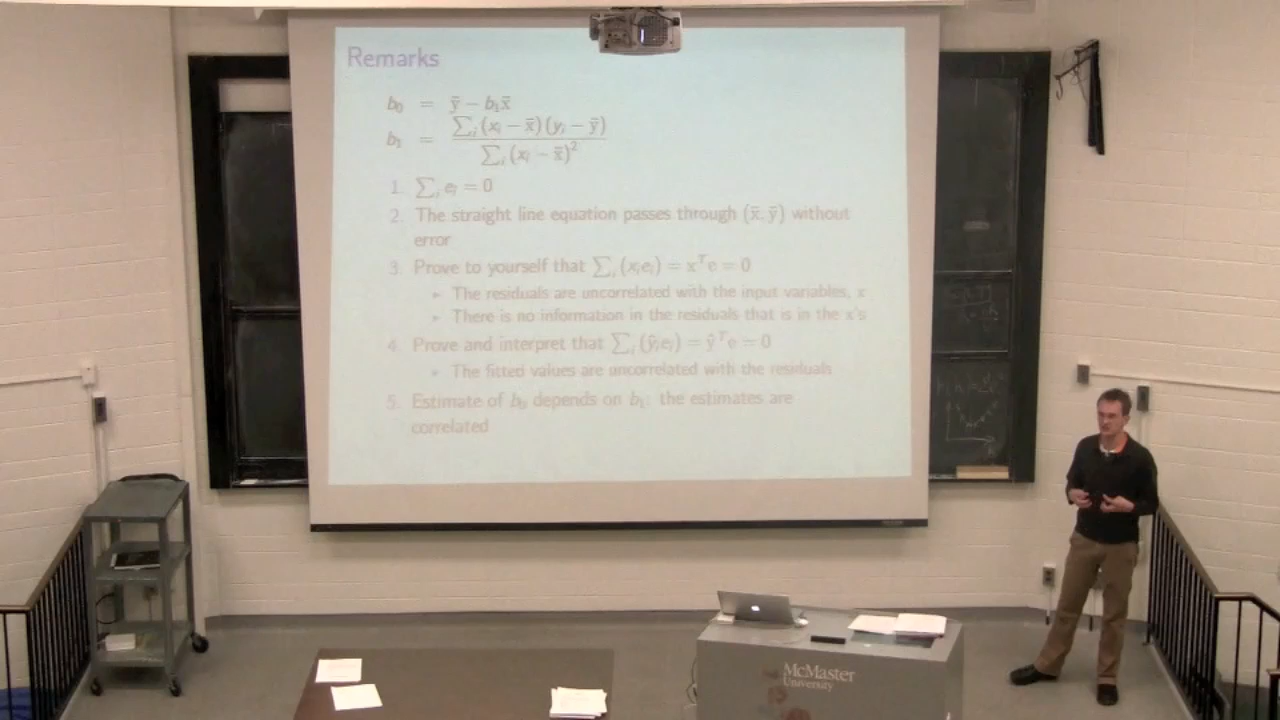 Remarks
b₀ = ȳ − b₁x̄
b₁ = ∑ᵢ (xᵢ − x̄) (yᵢ − ȳ) / ∑ᵢ (xᵢ − x̄)²
1. ∑ᵢ eᵢ = 0
2. The straight line equation passes through (x̄, ȳ) without
error
3. Prove to yourself that ∑ᵢ (xᵢeᵢ) = xᵀe = 0
▸ The residuals are uncorrelated with the input variables, x
▸ There is no information in the residuals that is in the x's
4. Prove and interpret that ∑ᵢ (ŷᵢeᵢ) = ŷᵀe = 0
▸ The fitted values are uncorrelated with the residuals
5. Estimate of b₀ depends on b₁: the estimates are
correlated
McMaster
University